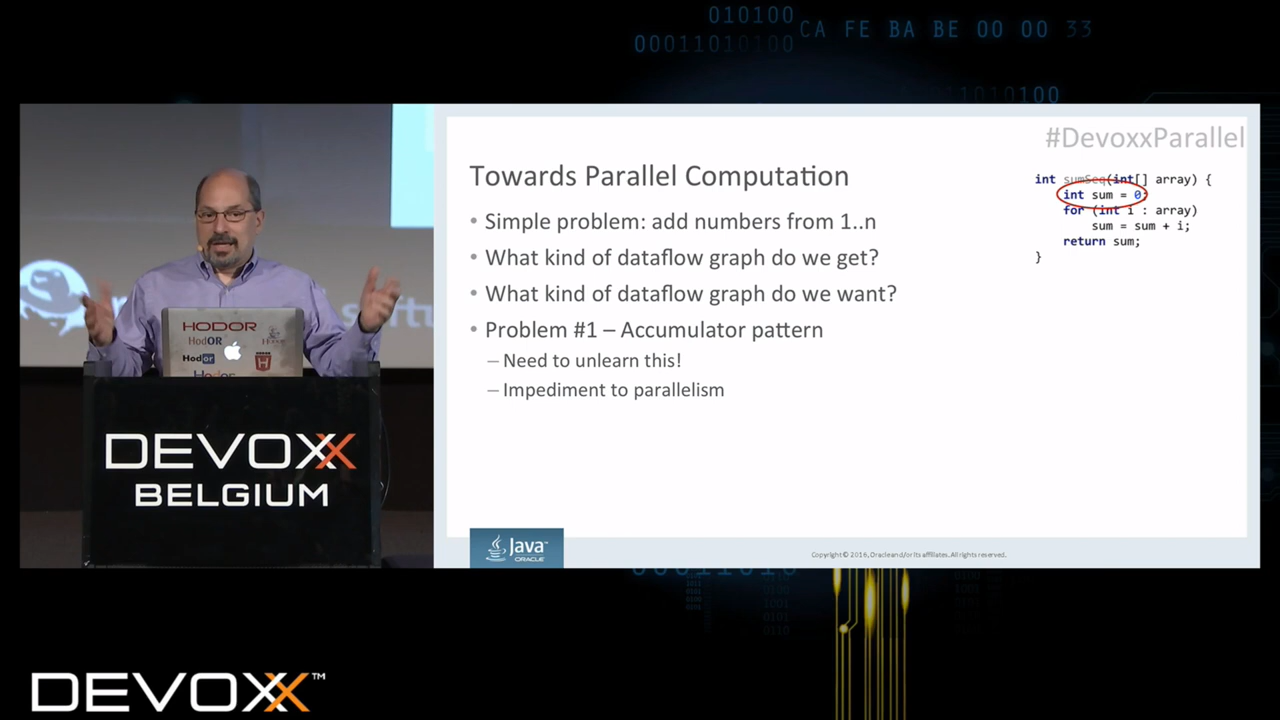 010100
00011010100
CA FE BA BE 00 00 33
1011010100
#DevoxxParallel
Towards Parallel Computation
• Simple problem: add numbers from 1..n
• What kind of dataflow graph do we get?
• What kind of dataflow graph do we want?
• Problem #1 – Accumulator pattern
– Need to unlearn this!
– Impediment to parallelism
int sumSeq(int[] array) {
int sum = 0;
for (int i : array)
sum = sum + i;
return sum;
}
HODOR
HodOR
Hodor
Hodor
DEVOXX
BELGIUM
Java™
ORACLE
Copyright © 2016, Oracle and/or its affiliates. All rights reserved.
DEVOXX™